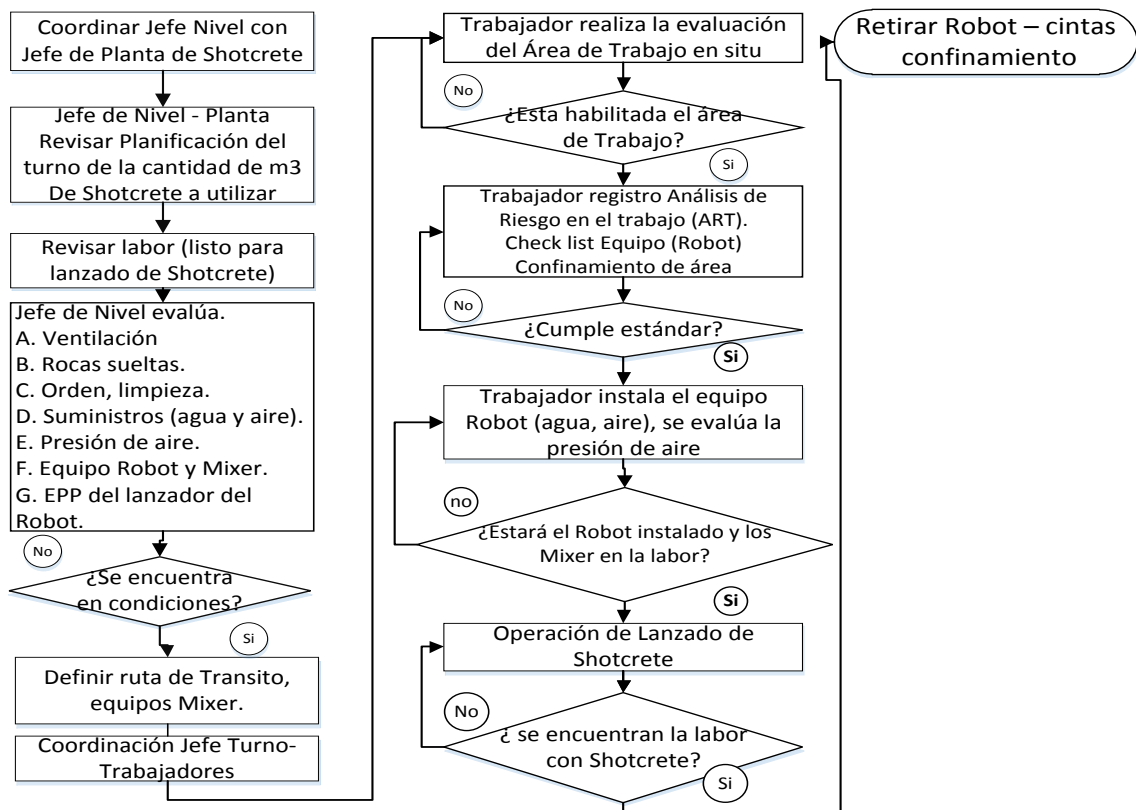 Coordinar Jefe Nivel con
Jefe de Planta de Shotcrete
Jefe de Nivel - Planta
Revisar Planificación del
turno de la cantidad de m3
De Shotcrete a utilizar
Revisar labor (listo para
lanzado de Shotcrete)
Jefe de Nivel evalúa.
A. Ventilación
B. Rocas sueltas.
C. Orden, limpieza.
D. Suministros (agua y aire).
E. Presión de aire.
F. Equipo Robot y Mixer.
G. EPP del lanzador del
Robot.
No
¿Se encuentra
en condiciones?
Si
Definir ruta de Transito,
equipos Mixer.
Coordinación Jefe Turno-
Trabajadores
Trabajador realiza la evaluación
del Área de Trabajo en situ
No
¿Esta habilitada el área
de Trabajo?
Si
Trabajador registro Análisis de
Riesgo en el trabajo (ART).
Check list Equipo (Robot)
Confinamiento de área
No
¿Cumple estándar?
Si
Trabajador instala el equipo
Robot (agua, aire), se evalúa la
presión de aire
no
¿Estará el Robot instalado y los
Mixer en la labor?
Si
Operación de Lanzado de
Shotcrete
No
¿ se encuentran la labor
con Shotcrete?
Si
Retirar Robot – cintas
confinamiento